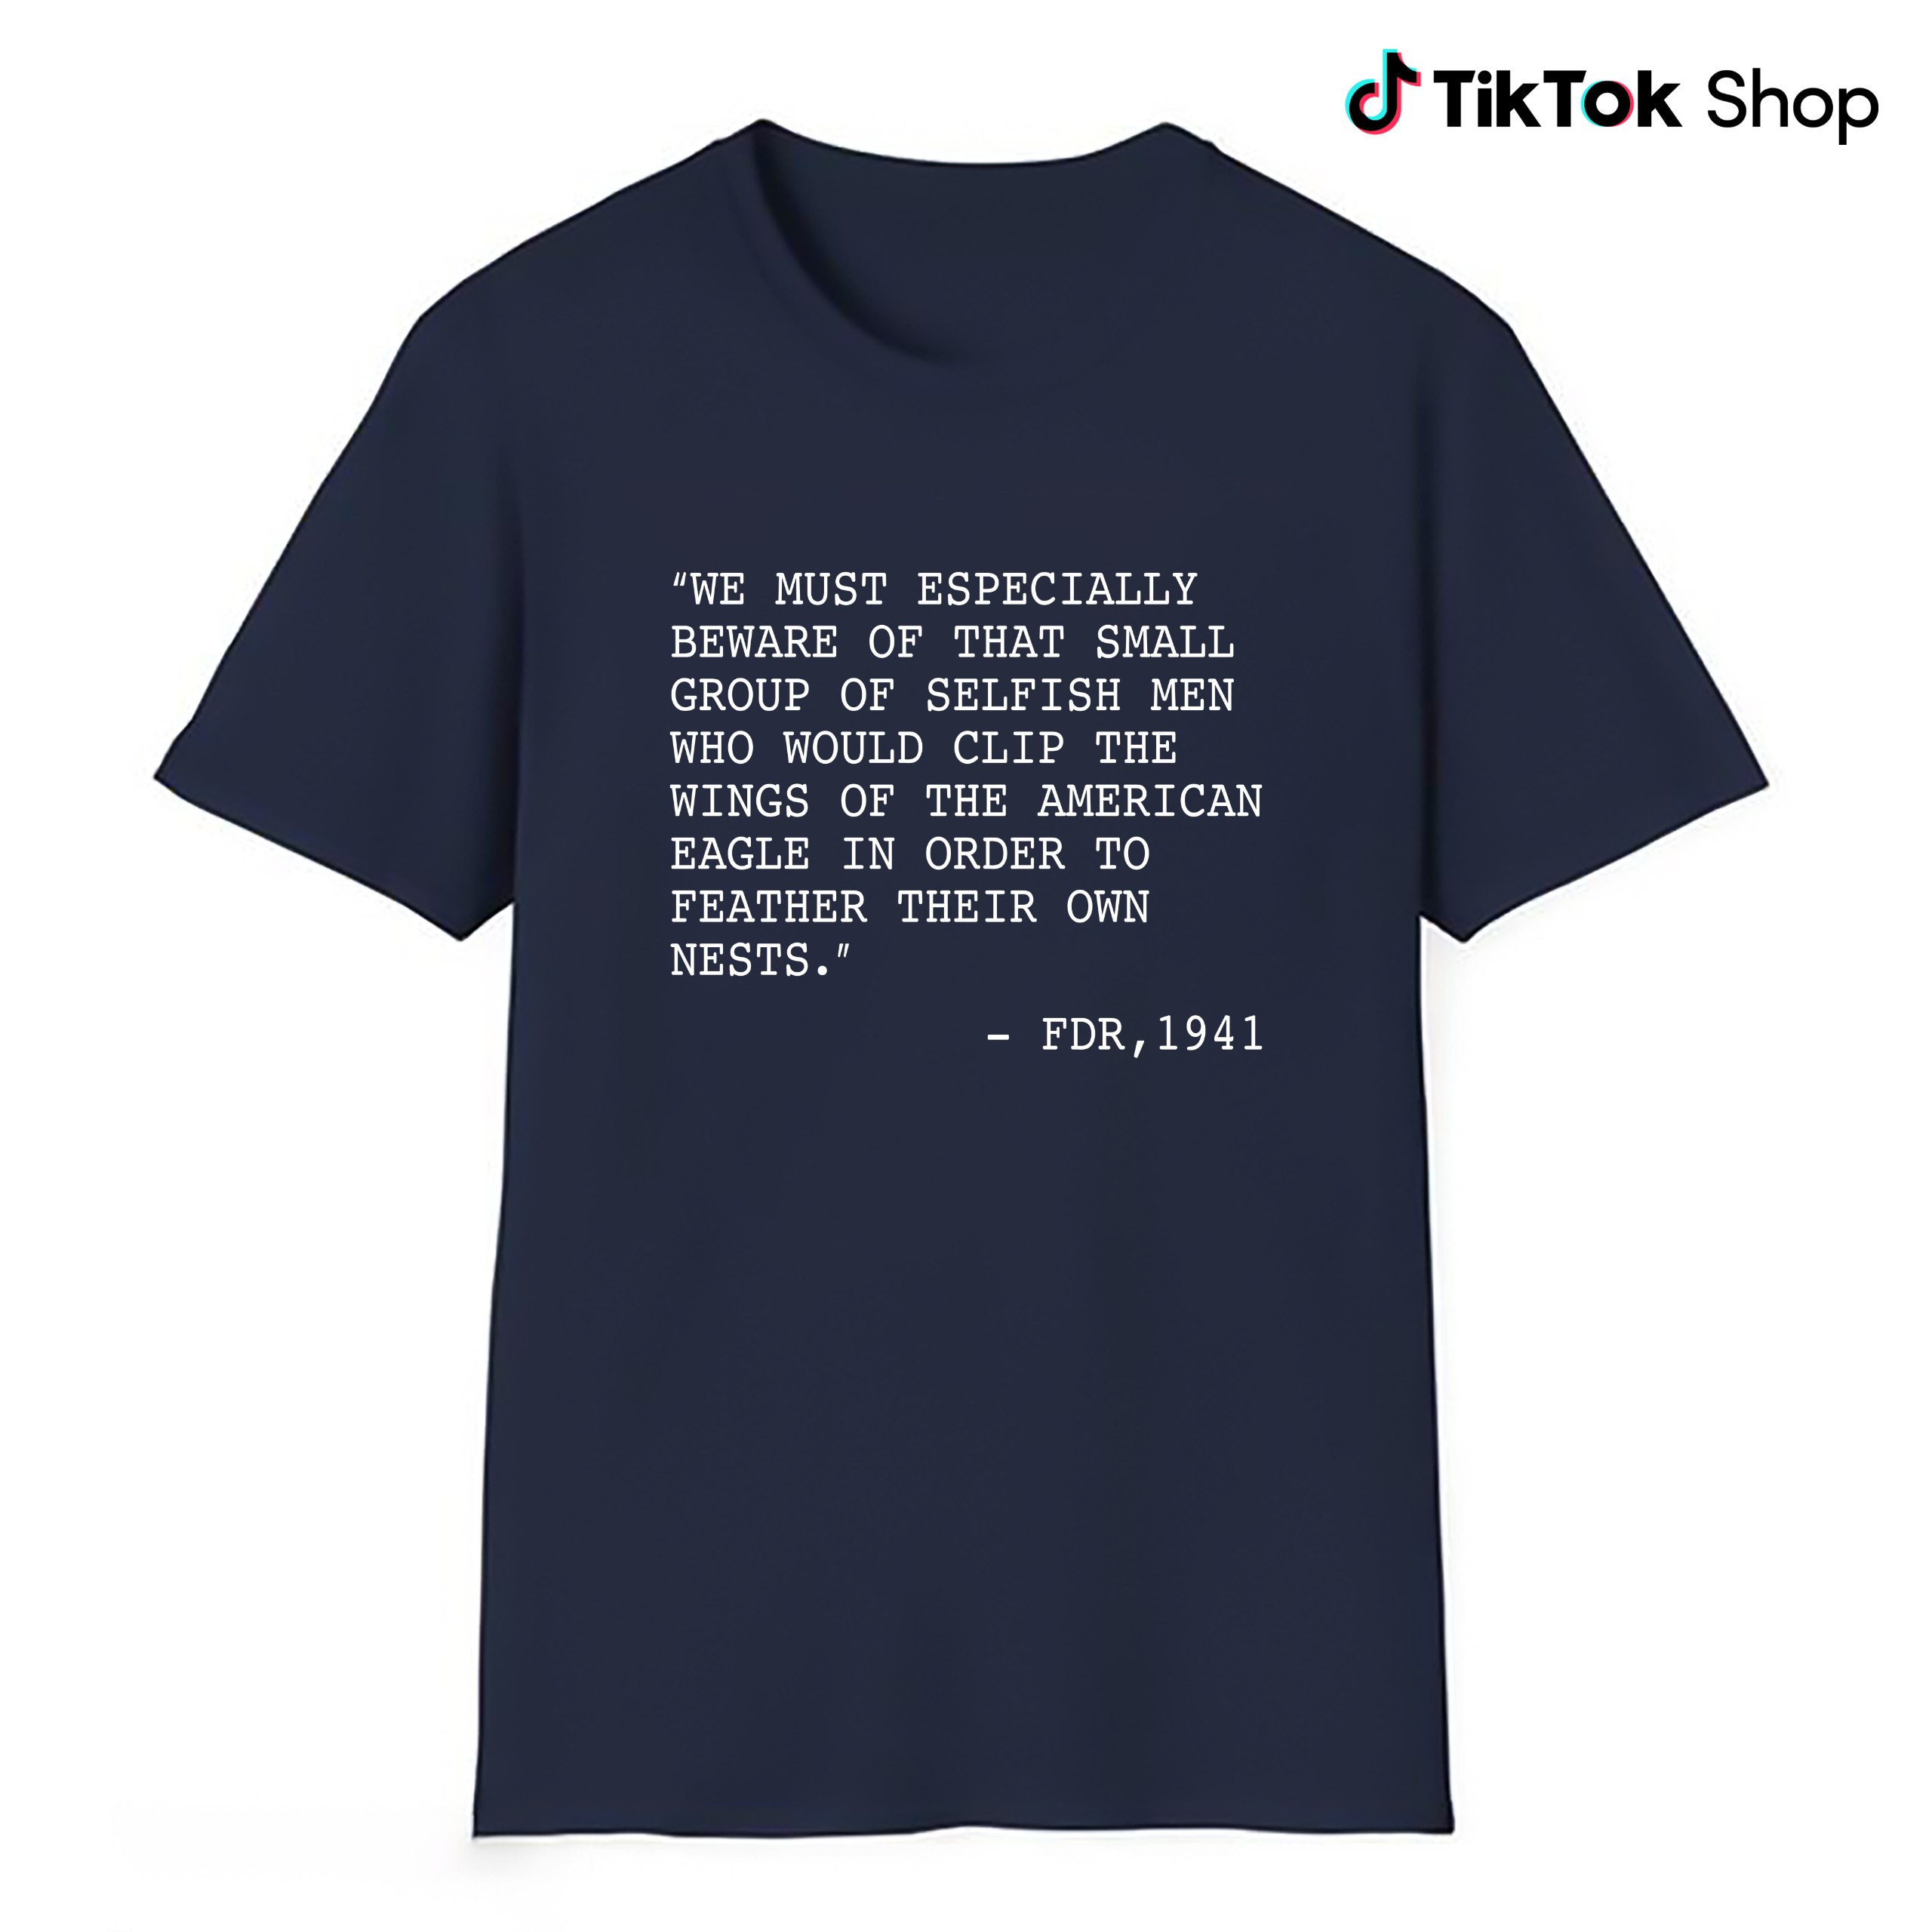 TikTok Shop
“WE MUST ESPECIALLY
BEWARE OF THAT SMALL
GROUP OF SELFISH MEN
WHO WOULD CLIP THE
WINGS OF THE AMERICAN
EAGLE IN ORDER TO
FEATHER THEIR OWN
NESTS.”
– FDR,1941